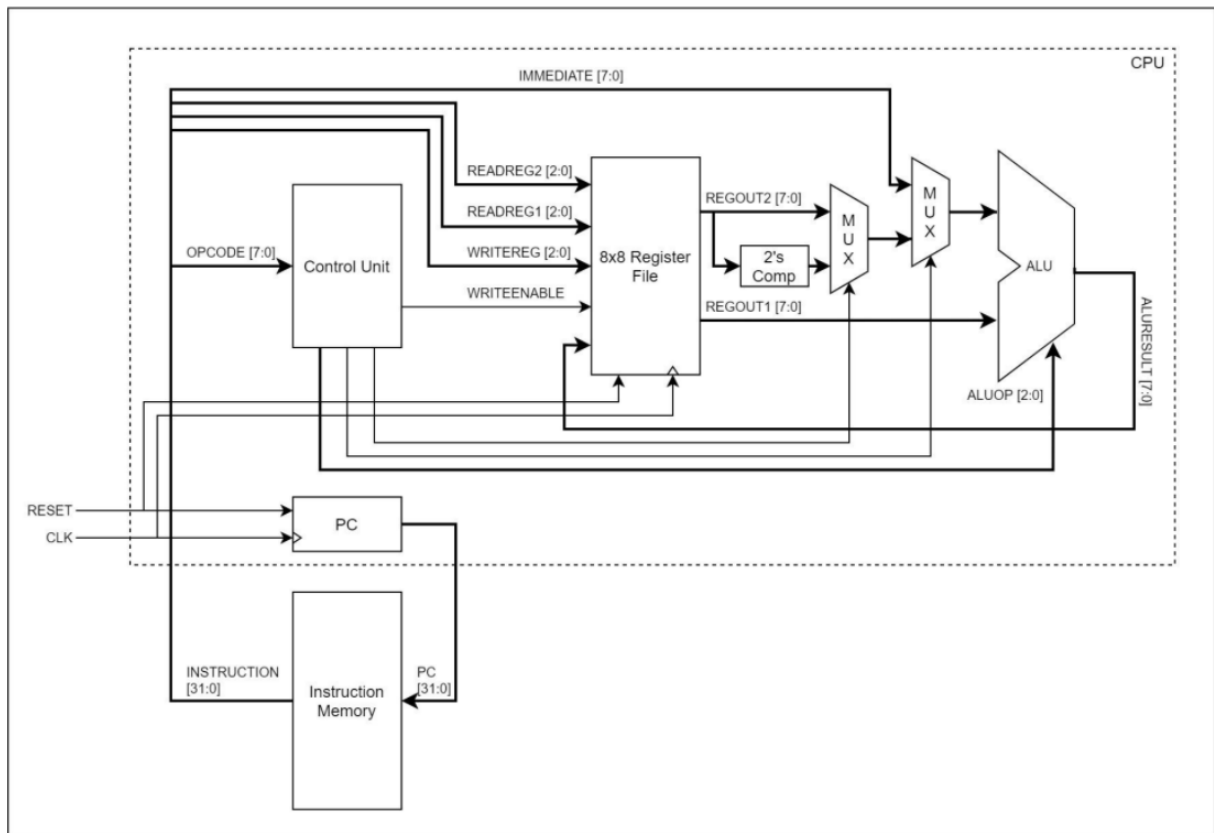 CPU
IMMEDIATE [7:0]
READREG2 [2:0]
READREG1 [2:0]
WRITEREG [2:0]
WRITEENABLE
OPCODE [7:0]
Control Unit
8x8 Register
File
REGOUT2 [7:0]
2's
Comp
REGOUT1 [7:0]
MUX
MUX
ALU
ALURESULT [7:0]
ALUOP [2:0]
RESET
CLK
PC
INSTRUCTION
[31:0]
Instruction
Memory
PC
[31:0]